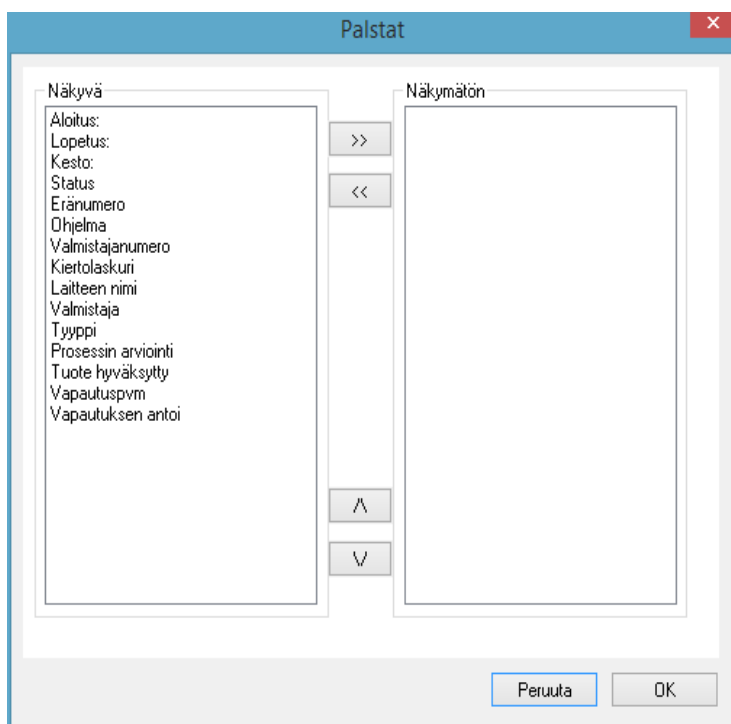 Palstat
Näkyvä
Aloitus:
Lopetus:
Kesto:
Status
Eränumero
Ohjelma
Valmistajanumero
Kiertolaskuri
Laitteen nimi
Valmistaja
Tyyppi
Prosessin arviointi
Tuote hyväksytty
Vapautuspvm
Vapautuksen antoi
>>
<<
/\
\/
Näkymätön
Peruuta
OK